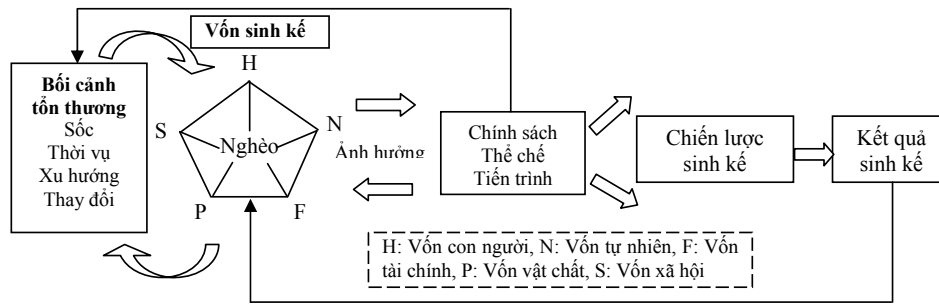 Vốn sinh kế
Bối cảnh
tổn thương
Sốc
Thời vụ
Xu hướng
Thay đổi
H
S
N
Nghèo
P
F
Ảnh hưởng
Chính sách
Thể chế
Tiến trình
Chiến lược
sinh kế
Kết quả
sinh kế
H: Vốn con người, N: Vốn tự nhiên, F: Vốn
tài chính, P: Vốn vật chất, S: Vốn xã hội